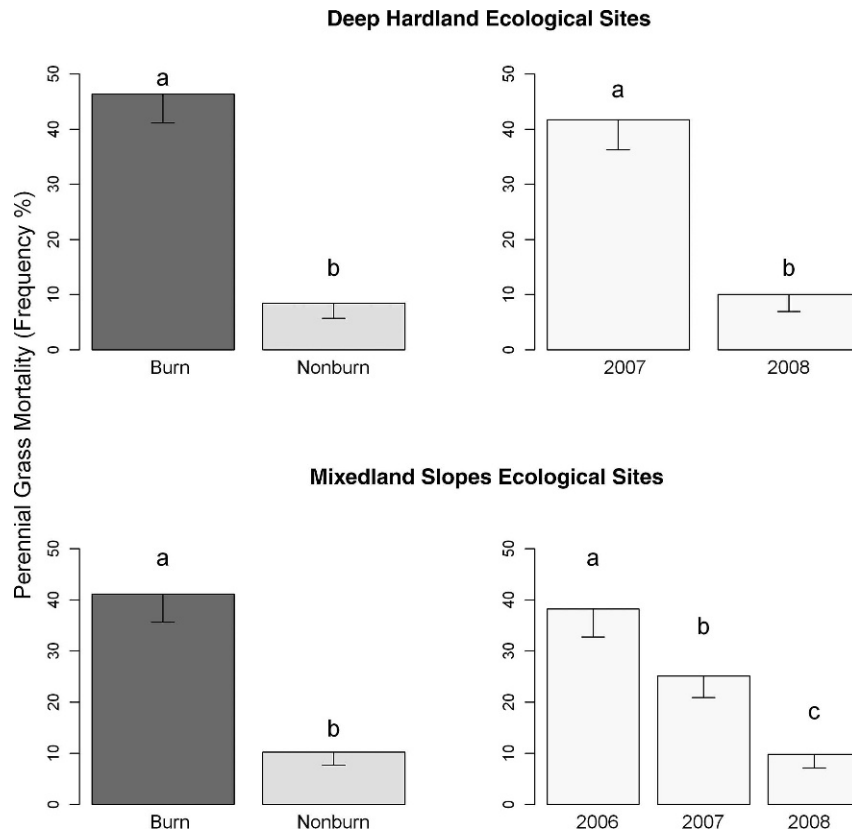 Deep Hardland Ecological Sites
Perennial Grass Mortality (Frequency %)
50
40
30
20
10
0
a
b
Burn
Nonburn
50
40
30
20
10
0
a
b
2007
2008
Mixedland Slopes Ecological Sites
50
40
30
20
10
0
a
b
Burn
Nonburn
50
40
30
20
10
0
a
b
c
2006
2007
2008